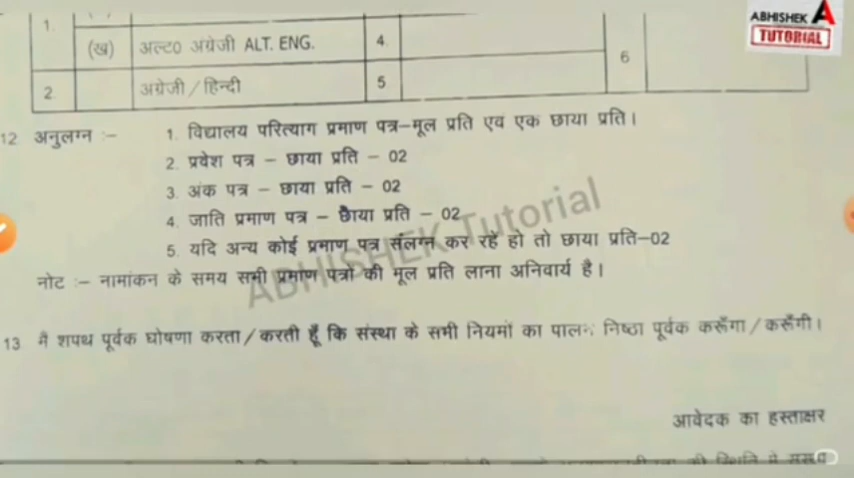 ABHISHEK A
TUTORIAL
1.
(ख) अल्ट0 अंग्रेजी ALT. ENG. 4.
6
2 अंग्रेजी / हिन्दी 5
12 अनुलग्न :- 1. विद्यालय परित्याग प्रमाण पत्र–मूल प्रति एवं एक छाया प्रति।
2. प्रवेश पत्र – छाया प्रति – 02
3. अंक पत्र – छाया प्रति – 02
4. जाति प्रमाण पत्र – छाया प्रति – 02
5. यदि अन्य कोई प्रमाण पत्र संलग्न कर रहें हो तो छाया प्रति–02
नोट :– नामांकन के समय सभी प्रमाण पत्रों की मूल प्रति लाना अनिवार्य है।
ABHISHEK Tutorial
13 मैं शपथ पूर्वक घोषणा करता / करती हूँ कि संस्था के सभी नियमों का पालन निष्ठा पूर्वक करूँगा / करूँगी।
आवेदक का हस्ताक्षर
की स्थिति में